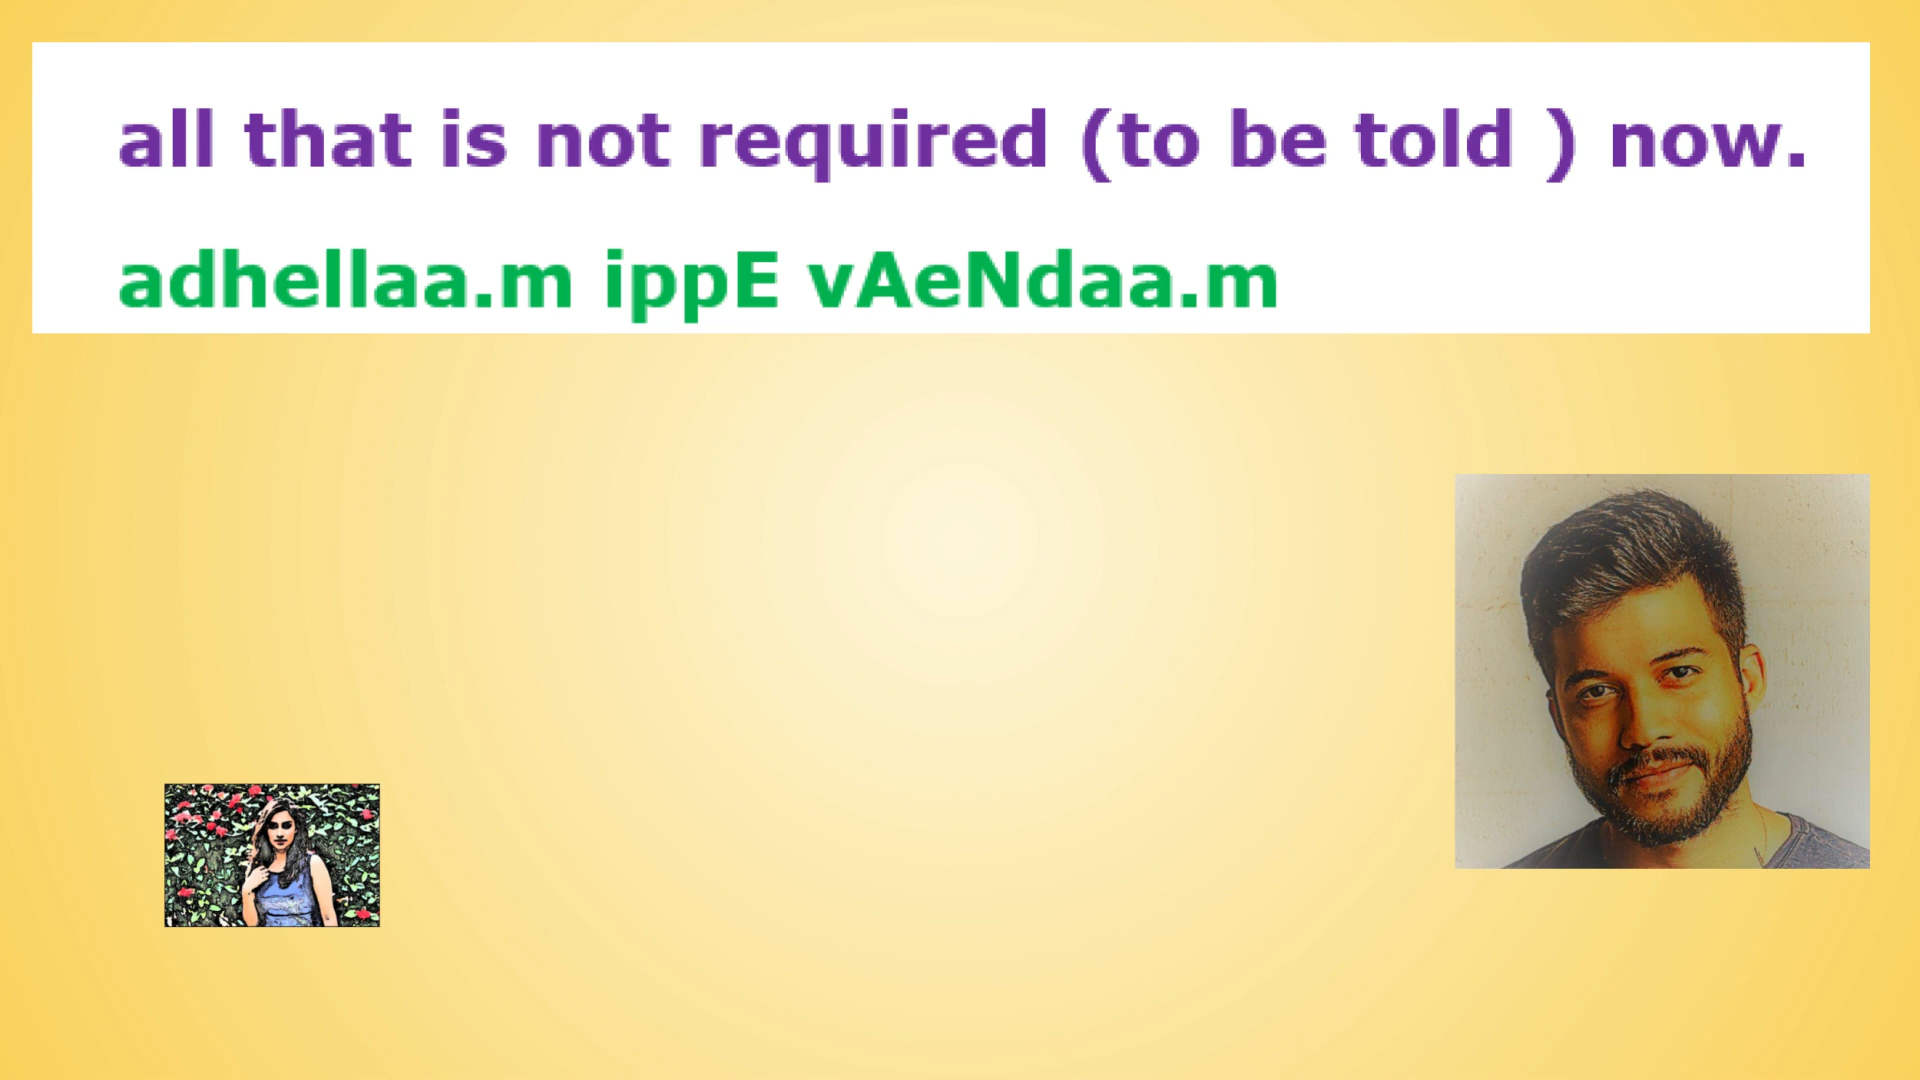 all that is not required (to be told ) now.
adhellaa.m ippE vAeNdaa.m